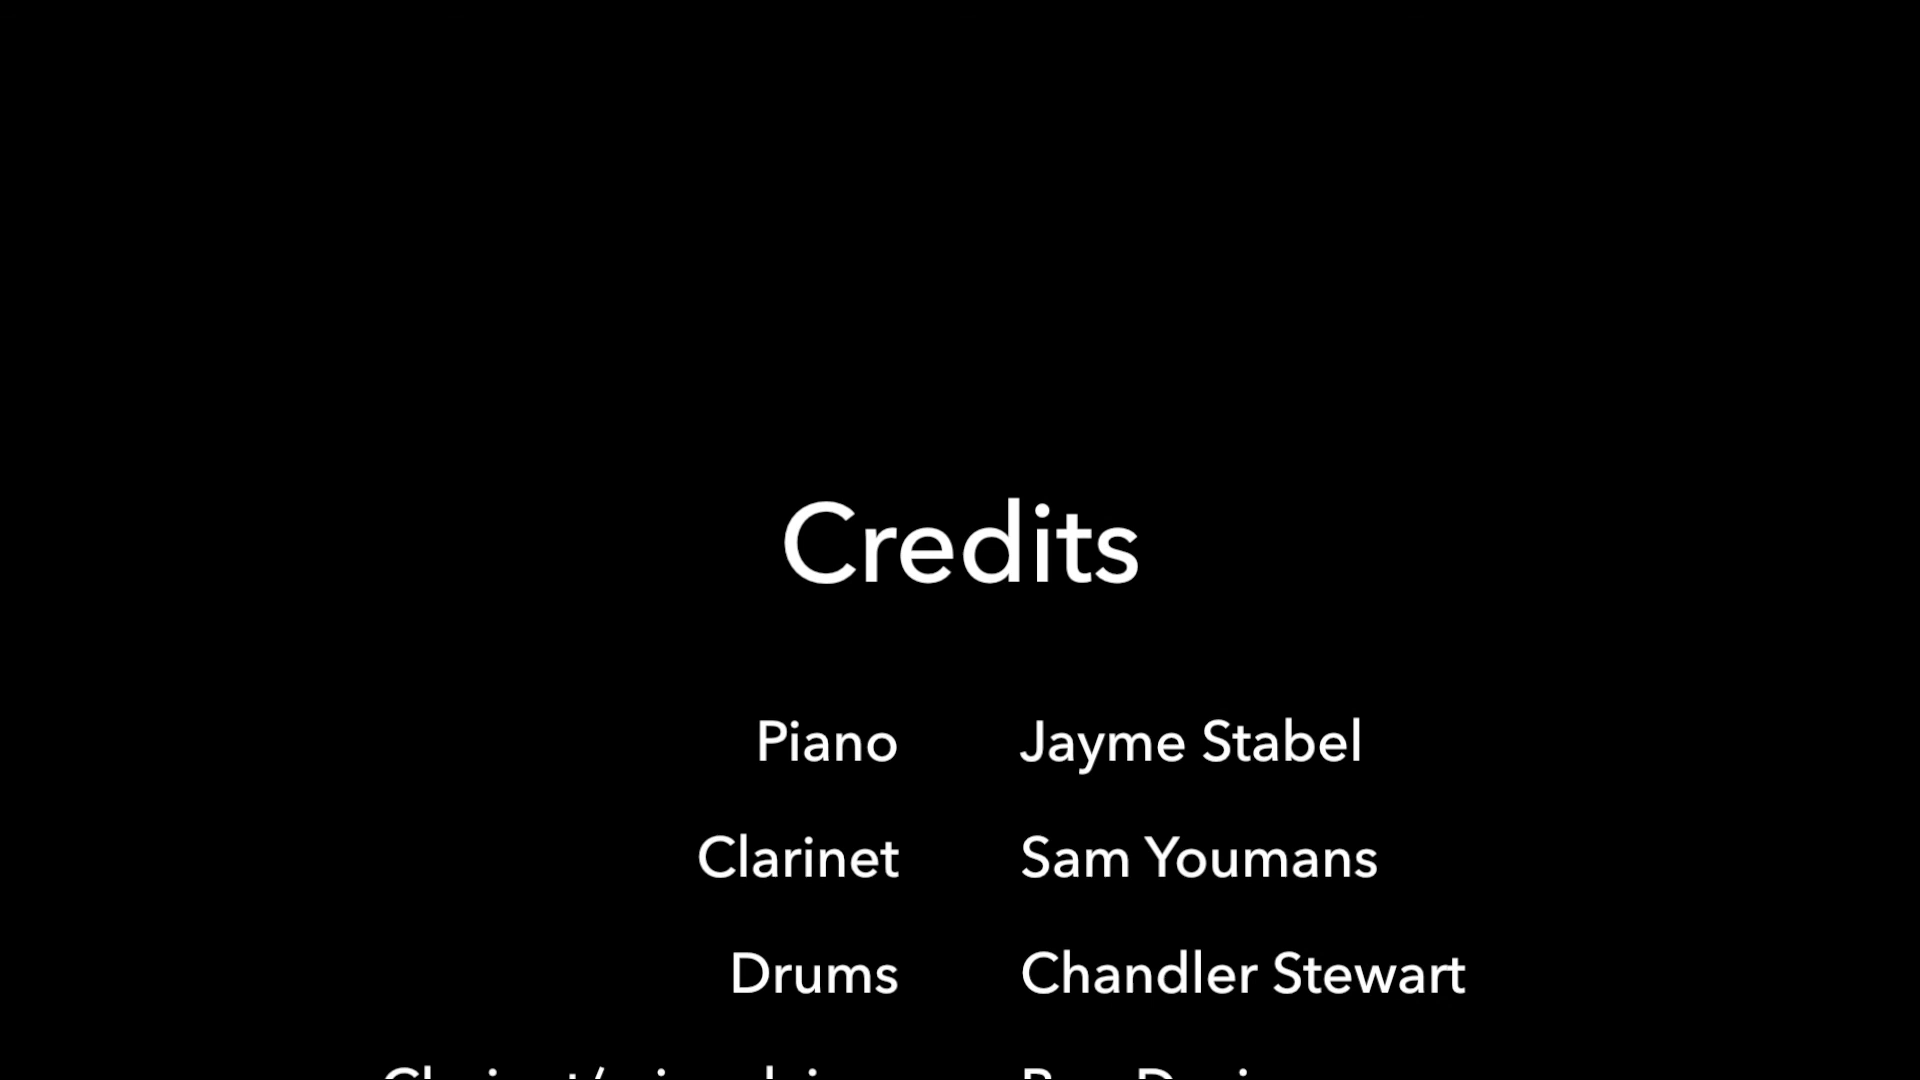 Credits
Piano Jayme Stabel
Clarinet Sam Youmans
Drums Chandler Stewart